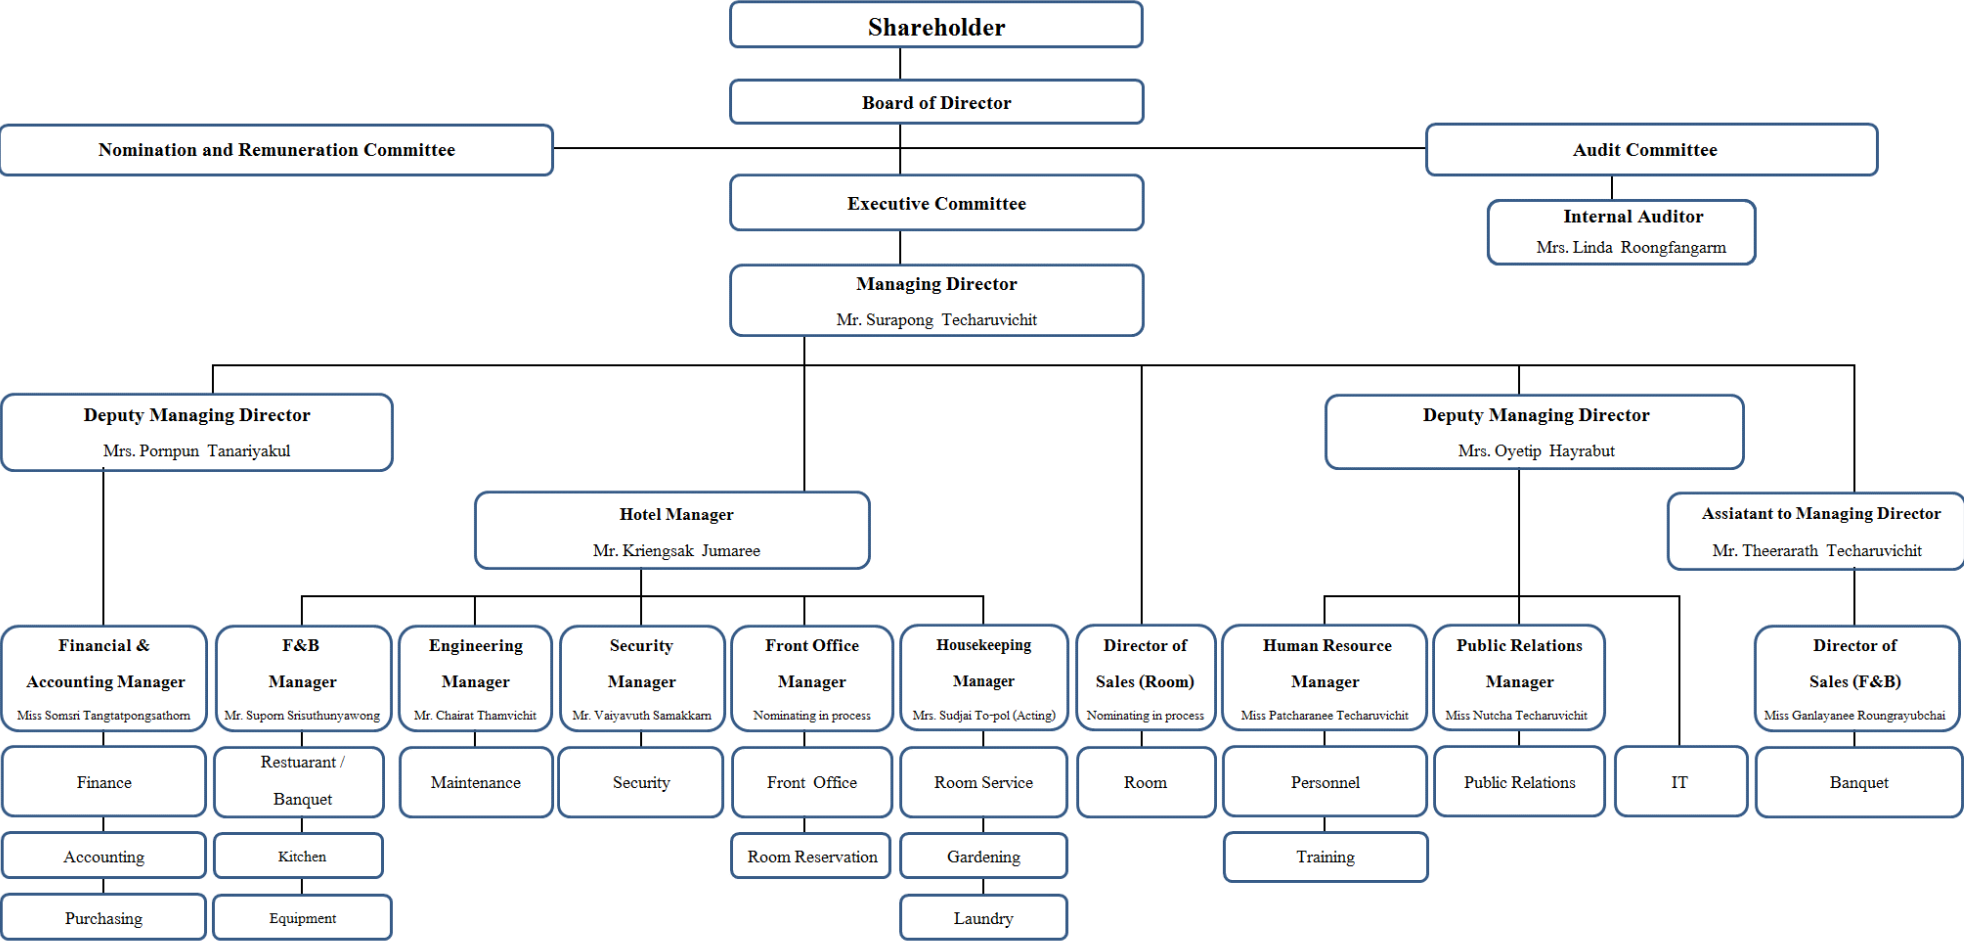 Shareholder
Board of Director
Nomination and Remuneration Committee
Audit Committee
Executive Committee
Internal Auditor
Mrs. Linda Roongfangarm
Managing Director
Mr. Surapong Techaruvichit
Deputy Managing Director
Mrs. Pornpun Tanariyakul
Deputy Managing Director
Mrs. Oyetip Hayrabut
Hotel Manager
Mr. Kriengsak Jumaree
Assiatant to Managing Director
Mr. Theerarath Techaruvichit
Financial &
Accounting Manager
Miss Somsri Tangtatpongsathorn
F&B
Manager
Mr. Suporn Srisuthunyawong
Engineering
Manager
Mr. Chairat Thamvichit
Security
Manager
Mr. Vaiyavuth Samakkarn
Front Office
Manager
Nominating in process
Housekeeping
Manager
Mrs. Sudjai To-pol (Acting)
Director of
Sales (Room)
Nominating in process
Human Resource
Manager
Miss Patcharanee Techaruvichit
Public Relations
Manager
Miss Nutcha Techaruvichit
Director of
Sales (F&B)
Miss Ganlayanee Roungrayubchai
Finance
Restuarant /
Banquet
Maintenance
Security
Front Office
Room Service
Room
Personnel
Public Relations
IT
Banquet
Accounting
Kitchen
Room Reservation
Gardening
Training
Purchasing
Equipment
Laundry